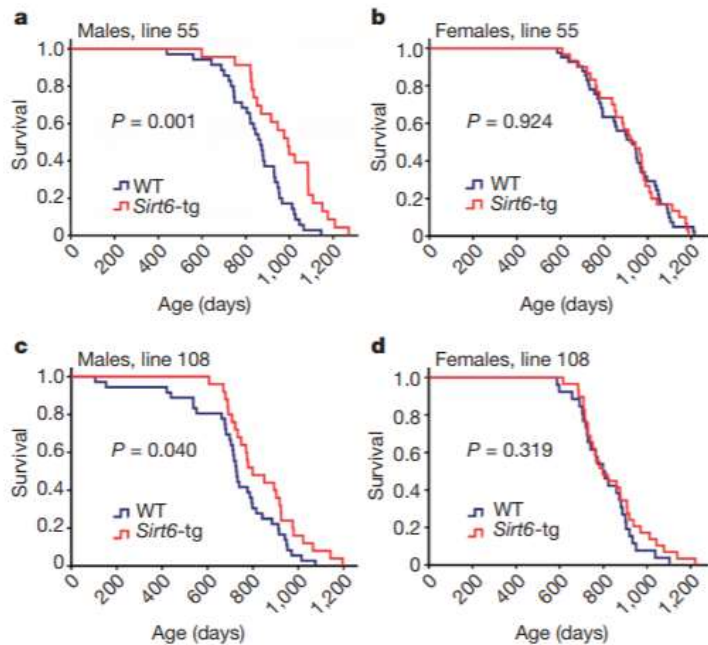 a
Males, line 55
1.0
0.8
0.6
0.4
0.2
0
Survival
P = 0.001
WT
Sirt6-tg
0
200
400
600
800
1,000
1,200
Age (days)
b
Females, line 55
1.0
0.8
0.6
0.4
0.2
0
Survival
P = 0.924
WT
Sirt6-tg
0
200
400
600
800
1,000
1,200
Age (days)
c
Males, line 108
1.0
0.8
0.6
0.4
0.2
0
Survival
P = 0.040
WT
Sirt6-tg
0
200
400
600
800
1,000
1,200
Age (days)
d
Females, line 108
1.0
0.8
0.6
0.4
0.2
0
Survival
P = 0.319
WT
Sirt6-tg
0
200
400
600
800
1,000
1,200
Age (days)